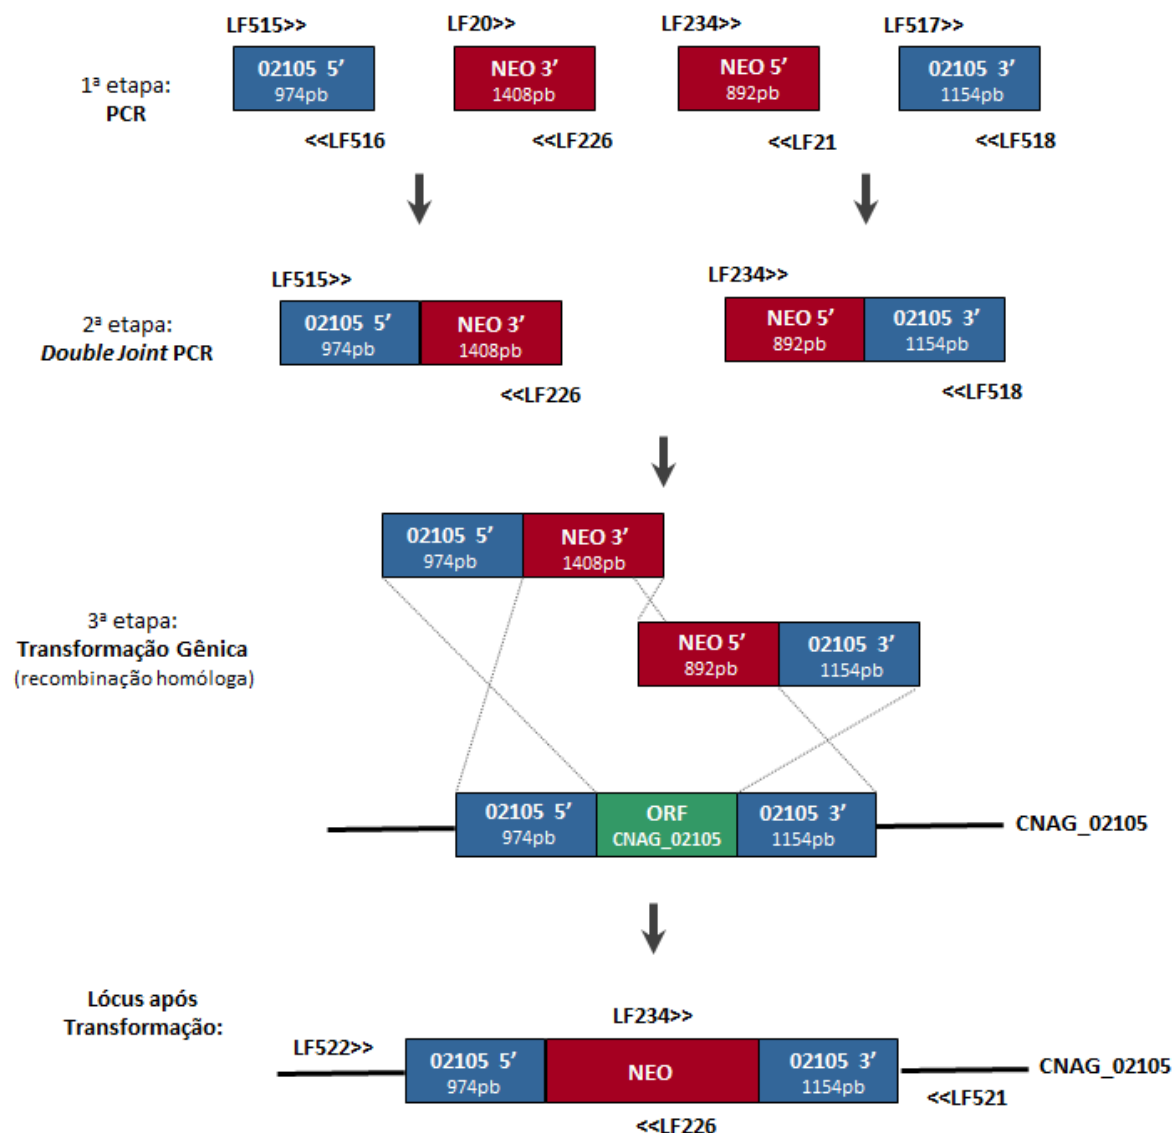 LF515>>
LF20>>
LF234>>
LF517>>
1ª etapa:
PCR
02105 5’
974pb
NEO 3’
1408pb
NEO 5’
892pb
02105 3’
1154pb
<<LF516
<<LF226
<<LF21
<<LF518
LF515>>
LF234>>
2ª etapa:
Double Joint PCR
02105 5’
974pb
NEO 3’
1408pb
NEO 5’
892pb
02105 3’
1154pb
<<LF226
<<LF518
3ª etapa:
Transformação Gênica
(recombinação homóloga)
02105 5’
974pb
NEO 3’
1408pb
NEO 5’
892pb
02105 3’
1154pb
02105 5’
974pb
ORF
CNAG_02105
02105 3’
1154pb
CNAG_02105
Lócus após
Transformação:
LF234>>
LF522>>
02105 5’
974pb
NEO
02105 3’
1154pb
CNAG_02105
<<LF521
<<LF226